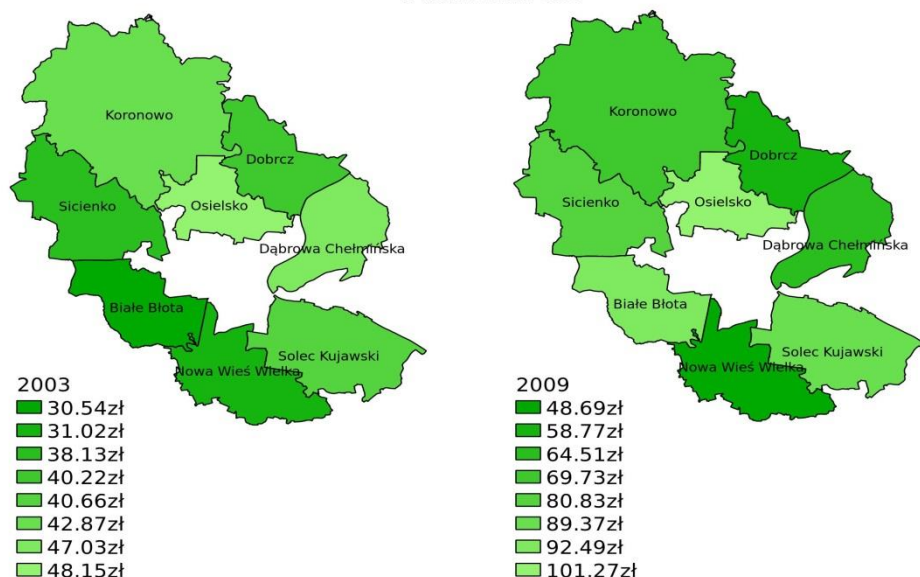 Koronowo
Dobrcz
Sicienko
Osielsko
Dąbrowa Chełmińska
Białe Błota
Solec Kujawski
Nowa Wieś Wielka
2003
30.54zł
31.02zł
38.13zł
40.22zł
40.66zł
42.87zł
47.03zł
48.15zł
Koronowo
Dobrcz
Sicienko
Osielsko
Dąbrowa Chełmińska
Białe Błota
Solec Kujawski
Nowa Wieś Wielka
2009
48.69zł
58.77zł
64.51zł
69.73zł
80.83zł
89.37zł
92.49zł
101.27zł